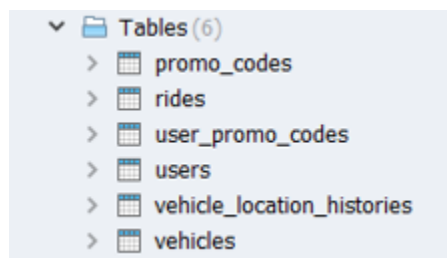 Tables (6)
promo_codes
rides
user_promo_codes
users
vehicle_location_histories
vehicles